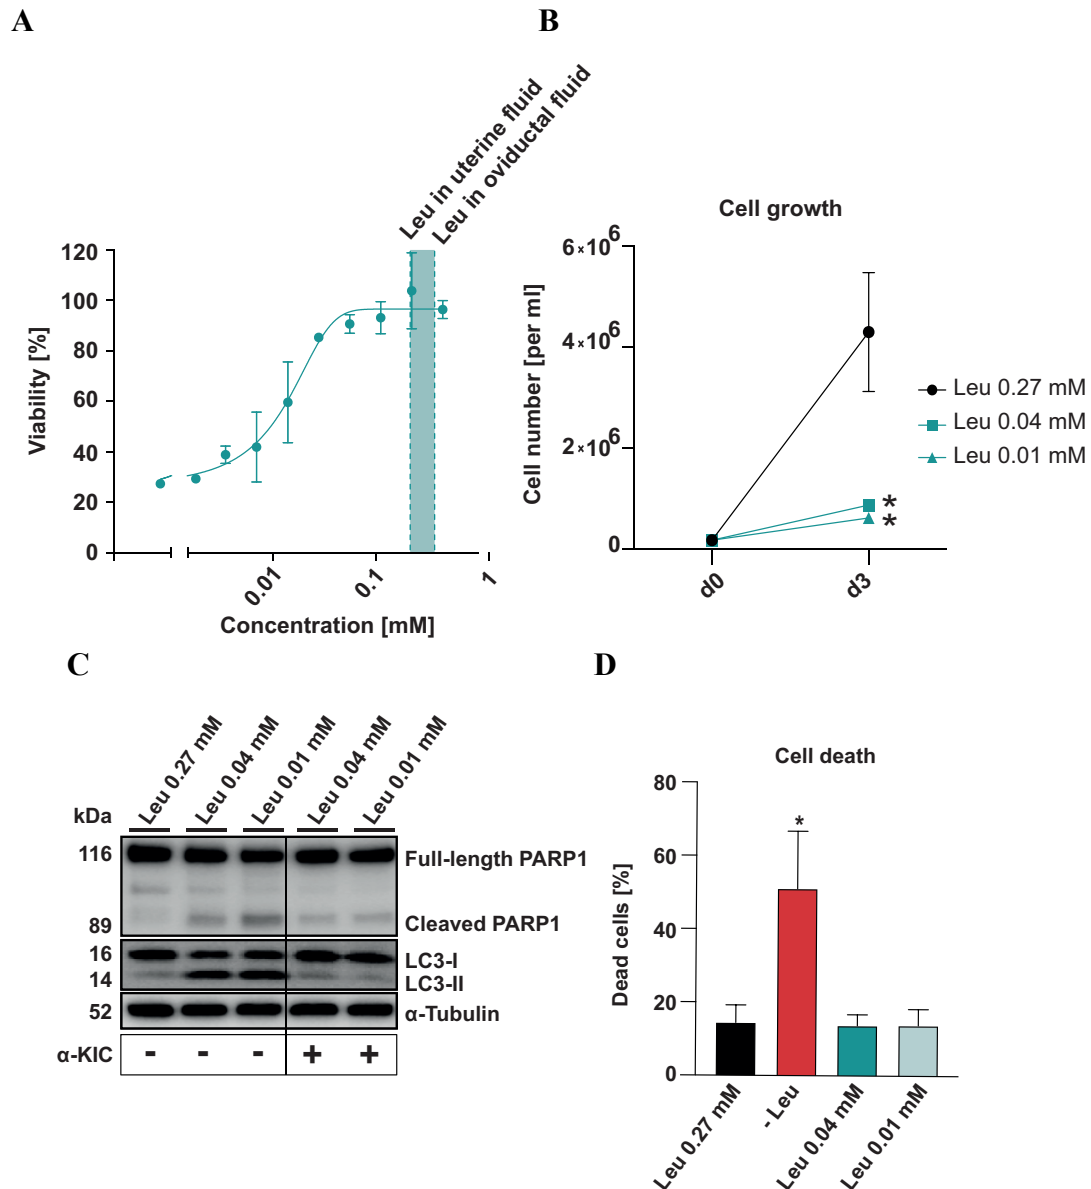 A
Leu in uterine fluid
Leu in oviductal fluid
120
100
80
60
40
20
0
Viability [%]
0.01
0.1
1
Concentration [mM]
B
Cell growth
6×10⁶
4×10⁶
2×10⁶
0
Cell number [per ml]
d0
d3
*
*
Leu 0.27 mM
Leu 0.04 mM
Leu 0.01 mM
C
Leu 0.27 mM
Leu 0.04 mM
Leu 0.01 mM
Leu 0.04 mM
Leu 0.01 mM
kDa
116
Full-length PARP1
89
Cleaved PARP1
16
LC3-I
14
LC3-II
52
α-Tubulin
α-KIC
- - - + +
D
Cell death
80
60
40
20
0
Dead cells [%]
*
Leu 0.27 mM
- Leu
Leu 0.04 mM
Leu 0.01 mM